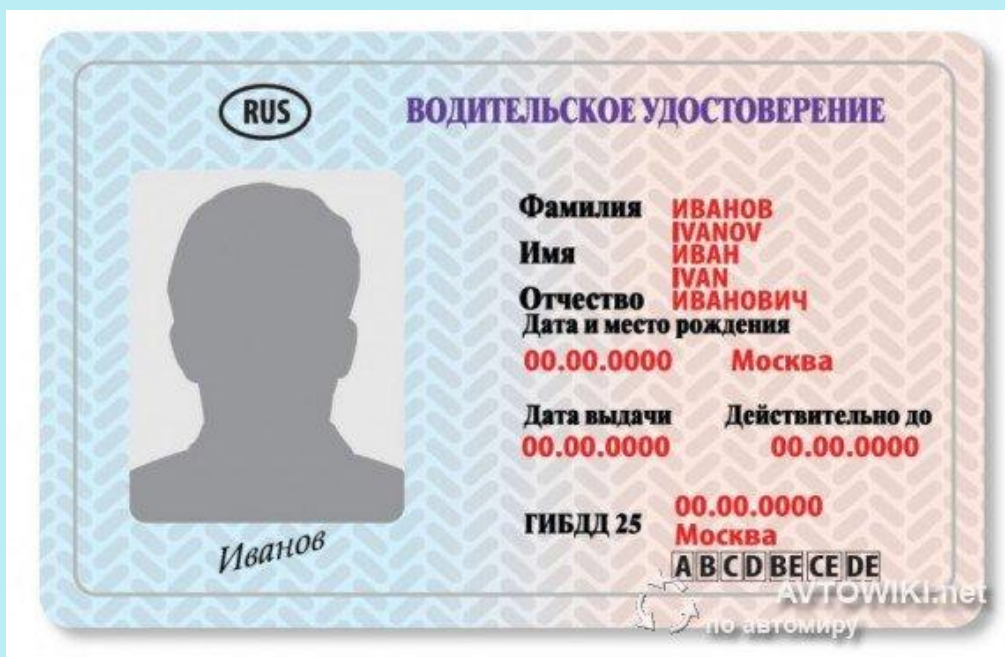 RUS
ВОДИТЕЛЬСКОЕ УДОСТОВЕРЕНИЕ
Фамилия ИВАНОВ
IVANOV
Имя ИВАН
IVAN
Отчество ИВАНОВИЧ
Дата и место рождения
00.00.0000 Москва
Дата выдачи Действительно до
00.00.0000 00.00.0000
ГИБДД 25 00.00.0000
Москва
A B C D BE CE DE
Иванов
AVTOWIKI.net
по автомиру